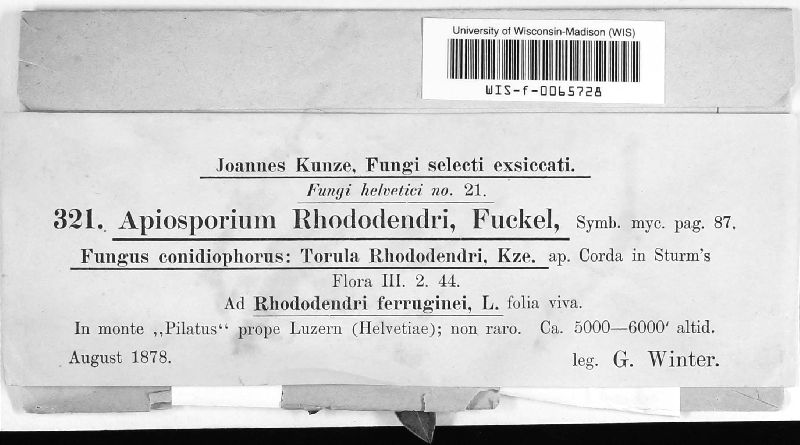 University of Wisconsin-Madison (WIS)
WIS-f-0065728
Joannes Kunze, Fungi selecti exsiccati.
Fungi helvetici no. 21.
321. Apiosporium Rhododendri, Fuckel, Symb. myc. pag. 87.
Fungus conidiophorus: Torula Rhododendri, Kze. ap. Corda in Sturm's
Flora III. 2. 44.
Ad Rhododendri ferruginei, L. folia viva.
In monte ,,Pilatus“ prope Luzern (Helvetiae); non raro. Ca. 5000—6000' altid.
August 1878.
leg. G. Winter.